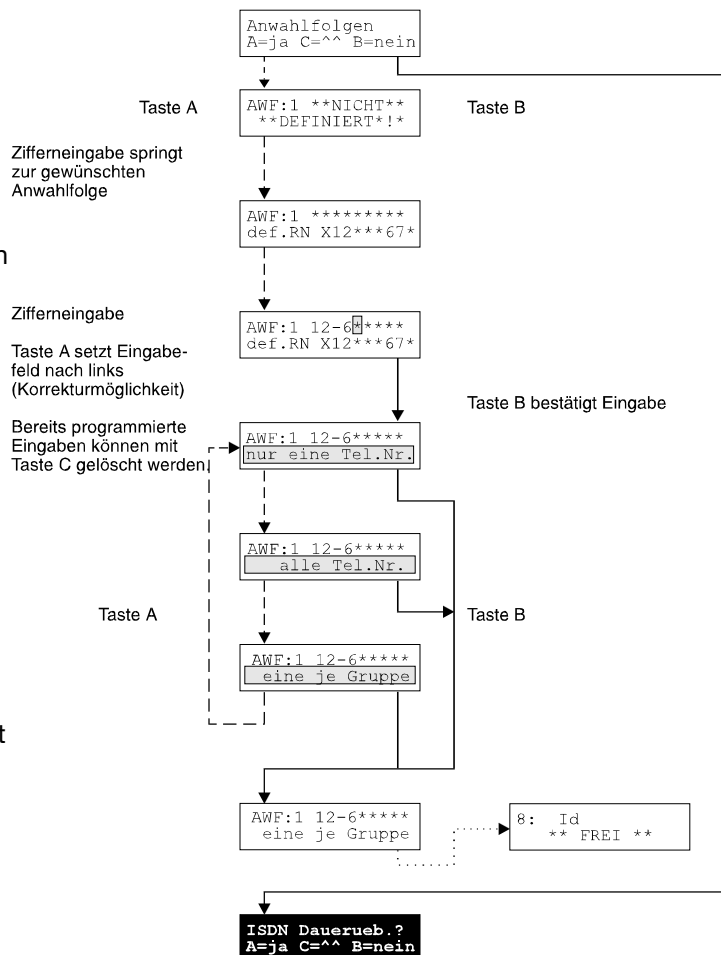 Anwahlfolgen
A=ja C=^^ B=nein
Taste A
AWF:1 **NICHT**
**DEFINIERT*!*
Taste B
Zifferneingabe springt
zur gewünschten
Anwahlfolge
AWF:1 *********
def.RN X12***67*
n
Zifferneingabe
AWF:1 12-6*****
def.RN X12***67*
Taste A setzt Eingabe-
feld nach links
(Korrekturmöglichkeit)
Taste B bestätigt Eingabe
Bereits programmierte
Eingaben können mit
Taste C gelöscht werden
AWF:1 12-6*****
nur eine Tel.Nr.
AWF:1 12-6*****
alle Tel.Nr.
Taste A
Taste B
AWF:1 12-6*****
eine je Gruppe
t
AWF:1 12-6*****
eine je Gruppe
8: Id
** FREI **
ISDN Dauerueb.?
A=ja C=^^ B=nein